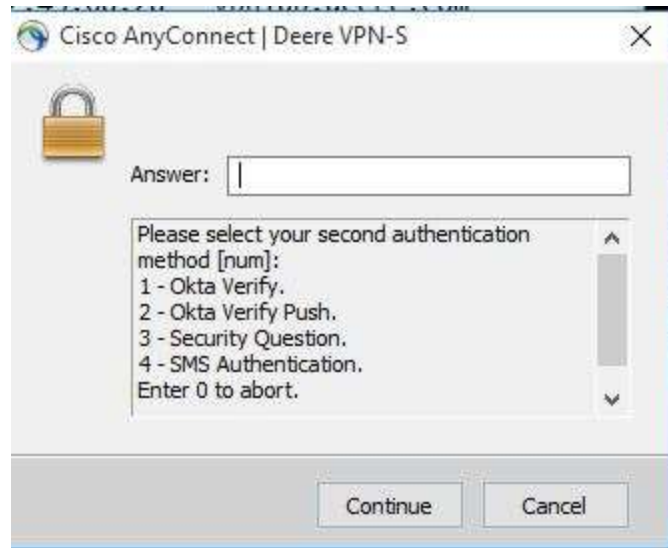 Cisco AnyConnect | Deere VPN-S
Answer:
Please select your second authentication
method [num]:
1 - Okta Verify.
2 - Okta Verify Push.
3 - Security Question.
4 - SMS Authentication.
Enter 0 to abort.
Continue Cancel